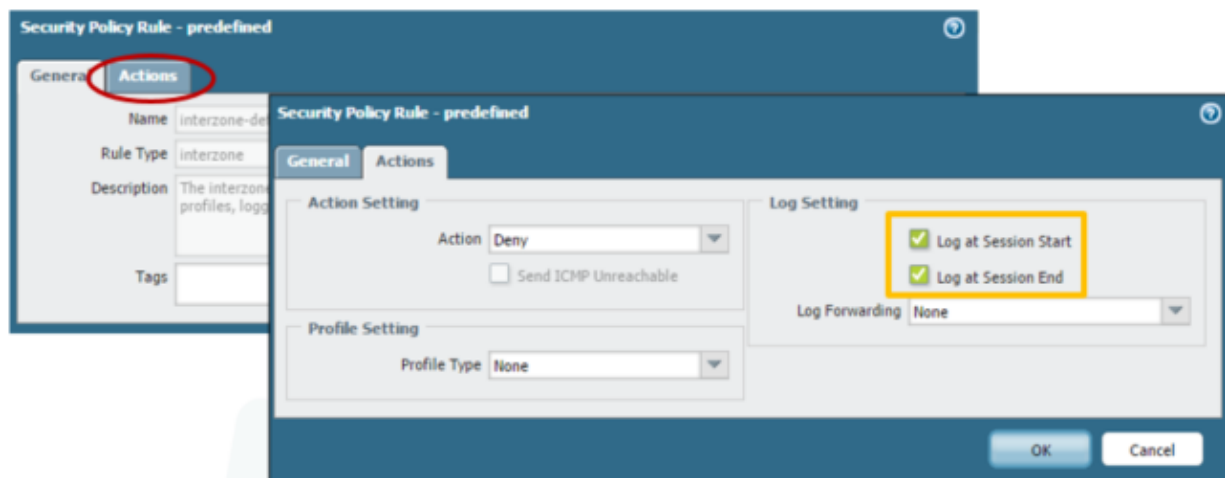 Security Policy Rule - predefined
General Actions
Name interzone-def
Rule Type interzone
Description The interzone
profiles, logg
Tags
Security Policy Rule - predefined
General Actions
Action Setting
Action Deny
Send ICMP Unreachable
Profile Setting
Profile Type None
Log Setting
Log at Session Start
Log at Session End
Log Forwarding None
OK Cancel